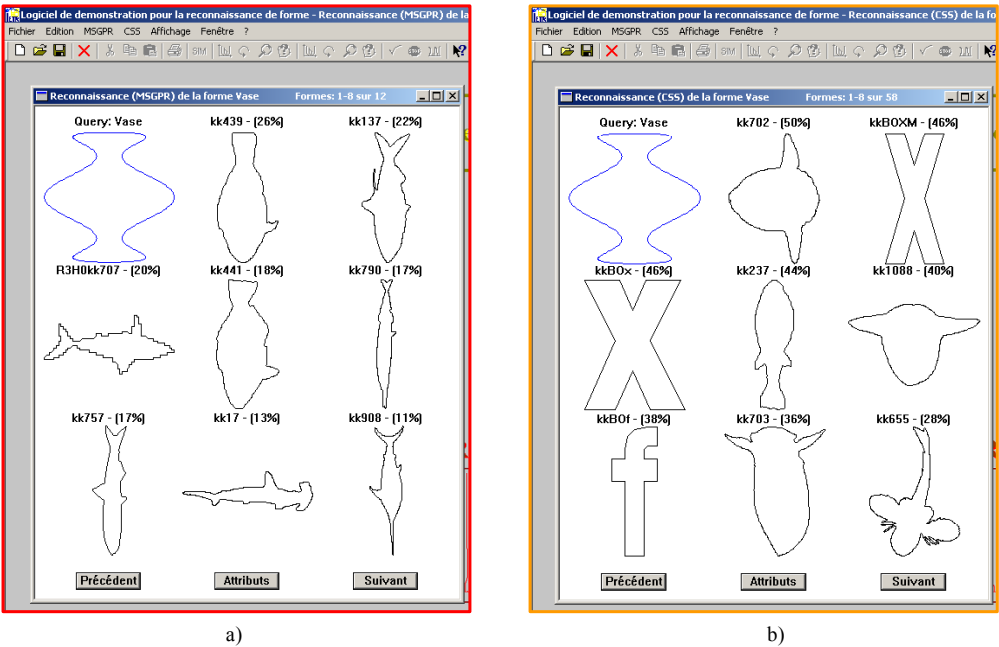 Logiciel de demonstration pour la reconnaissance de forme - Reconnaissance (MSGPR) de la
Fichier Edition MSGPR CSS Affichage Fenêtre ?
SIM
Reconnaissance (MSGPR) de la forme Vase Formes: 1-8 sur 12
Query: Vase kk439 - (26%) kk137 - (22%)
R3H0kk707 - (20%) kk441 - (18%) kk790 - (17%)
kk757 - (17%) kk17 - (13%) kk908 - (11%)
Précédent Attributs Suivant
a)
Logiciel de demonstration pour la reconnaissance de forme - Reconnaissance (CSS) de la fo
Fichier Edition MSGPR CSS Affichage Fenêtre ?
SIM
Reconnaissance (CSS) de la forme Vase Formes: 1-8 sur 58
Query: Vase kk702 - (50%) kkBOXM - (46%)
X
kkBOx - (46%) kk237 - (44%) kk1088 - (40%)
X
kkBOf - (38%) kk703 - (36%) kk655 - (28%)
f
Précédent Attributs Suivant
b)